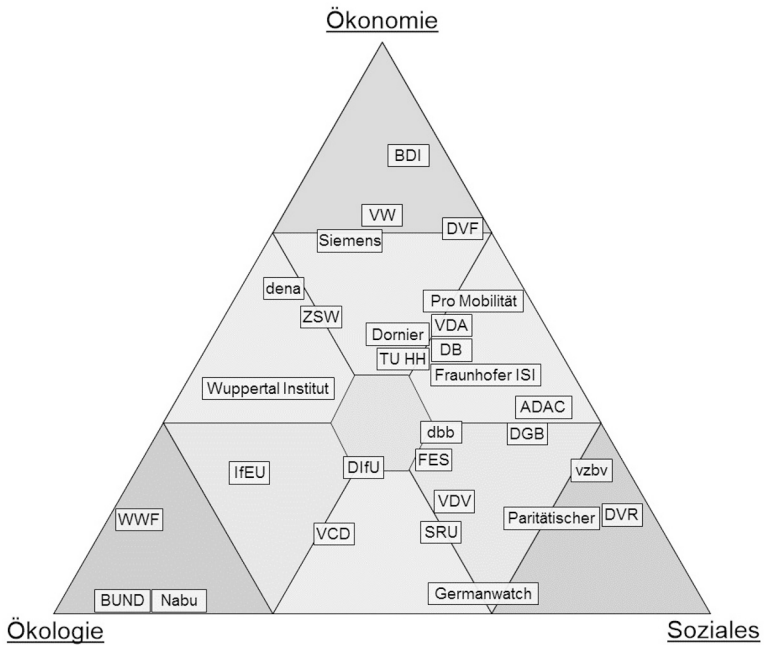 Ökonomie
BDI
VW
DVF
Siemens
dena
Pro Mobilität
ZSW
VDA
Dornier
DB
TU HH
Fraunhofer ISI
Wuppertal Institut
ADAC
dbb
DGB
FES
DIfU
IfEU
vzbv
VDV
WWF
Paritätischer
DVR
VCD
SRU
Germanwatch
BUND
Nabu
Ökologie
Soziales